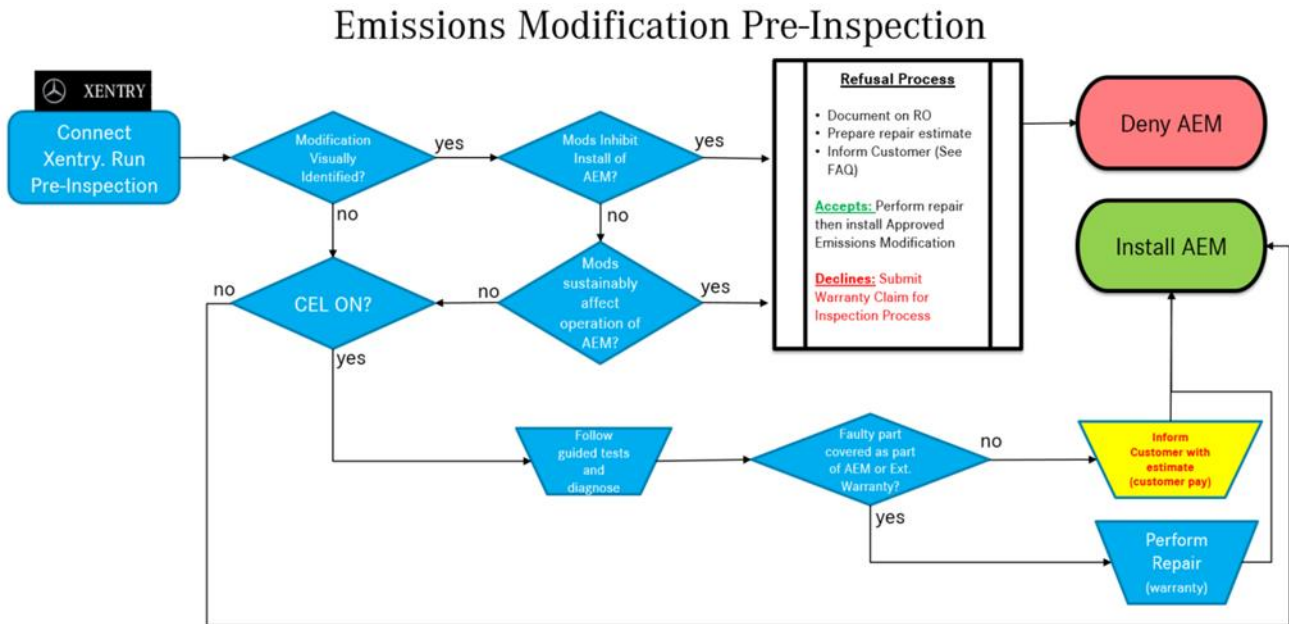 Emissions Modification Pre-Inspection
XENTRY
Connect
Xentry. Run
Pre-Inspection
Modification
Visually
Identified?
yes
Mods Inhibit
Install of
AEM?
yes
Refusal Process
• Document on RO
• Prepare repair estimate
• Inform Customer (See
FAQ)
Accepts: Perform repair
then install Approved
Emissions Modification
Declines: Submit
Warranty Claim for
Inspection Process
Deny AEM
Install AEM
no
no
no
CEL ON?
no
Mods
sustainably
affect
operation of
AEM?
yes
yes
Follow
guided tests
and
diagnose
Faulty part
covered as part
of AEM or Ext.
Warranty?
no
Inform
Customer with
estimate
(customer pay)
yes
Perform
Repair
(warranty)